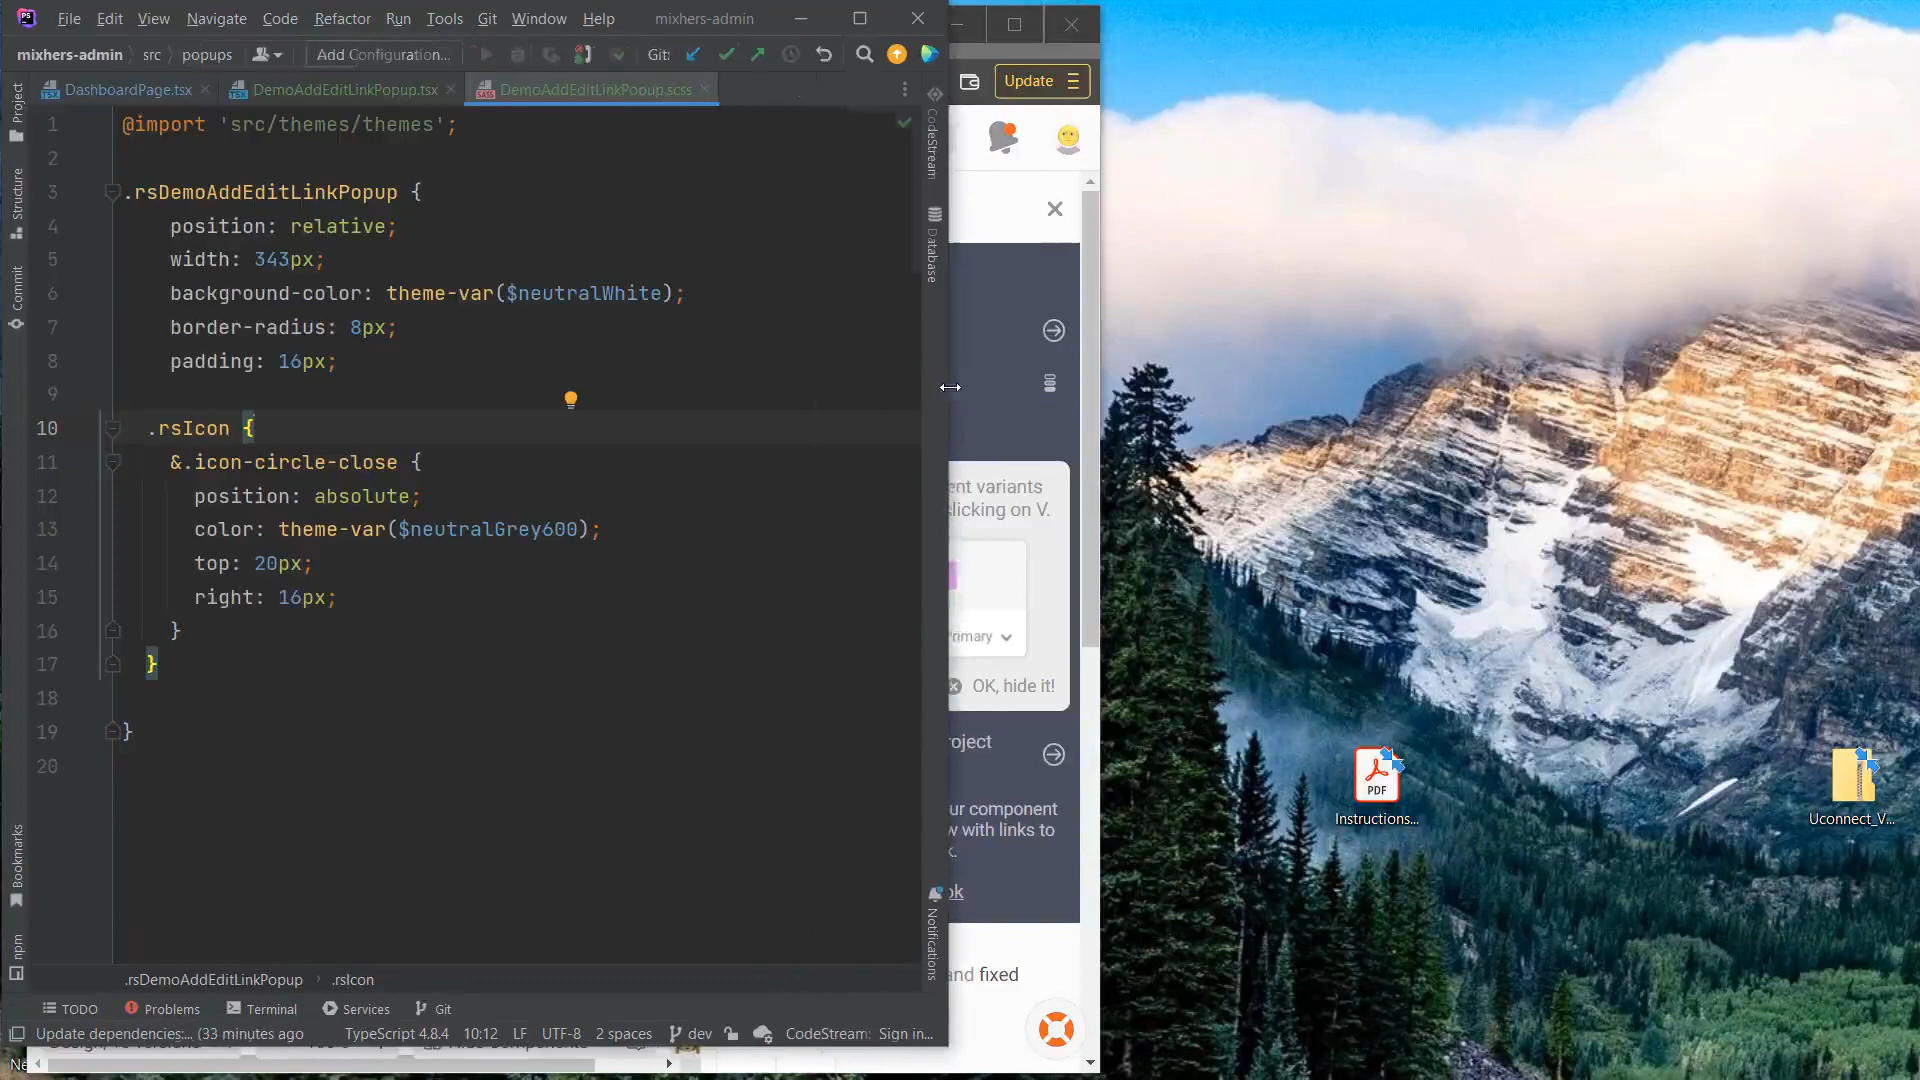 PS File Edit View Navigate Code Refactor Run Tools Git Window Help mixhers-admin
mixhers-admin src popups Add Configuration... Git:
DashboardPage.tsx DemoAddEditLinkPopup.tsx DemoAddEditLinkPopup.scss
1 @import 'src/themes/themes';
2
3 .rsDemoAddEditLinkPopup {
4 position: relative;
5 width: 343px;
6 background-color: theme-var($neutralWhite);
7 border-radius: 8px;
8 padding: 16px;
9
10 .rsIcon {
11 &.icon-circle-close {
12 position: absolute;
13 color: theme-var($neutralGrey600);
14 top: 20px;
15 right: 16px;
16 }
17 }
18
19 }
20
Project
Structure
Commit
Bookmarks
npm
CodeStream
Database
Notifications
.rsDemoAddEditLinkPopup .rsIcon
TODO Problems Terminal Services Git
Update dependencies:... (33 minutes ago TypeScript 4.8.4 10:12 LF UTF-8 2 spaces dev CodeStream: Sign in...
Update
ent variants
licking on V.
rimary
OK, hide it!
roject
ur component
w with links to
k.
ok
and fixed
PDF
Instructions...
Uconnect_V...